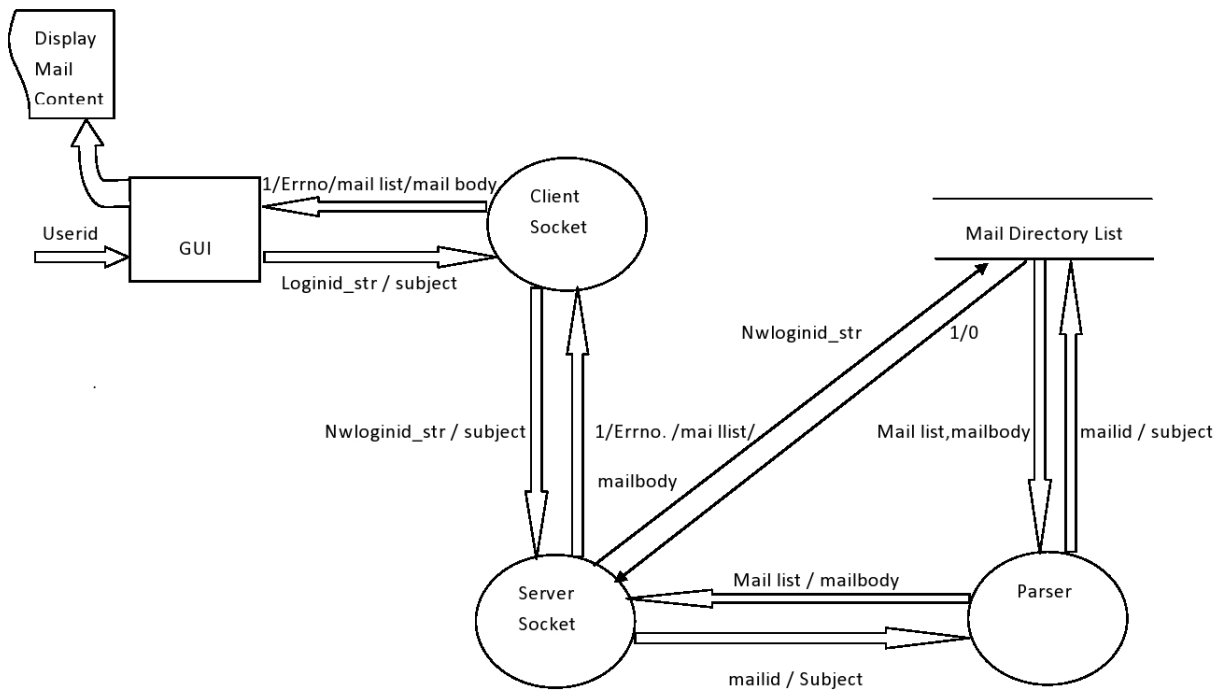 Display
Mail
Content
1/Errno/mail list/mail body
Client
Socket
Userid
GUI
Loginid_str / subject
Mail Directory List
Nwloginid_str
1/0
Nwloginid_str / subject
1/Errno. /mai llist/
mailbody
Mail list,mailbody
mailid / subject
Server
Socket
Mail list / mailbody
Parser
mailid / Subject